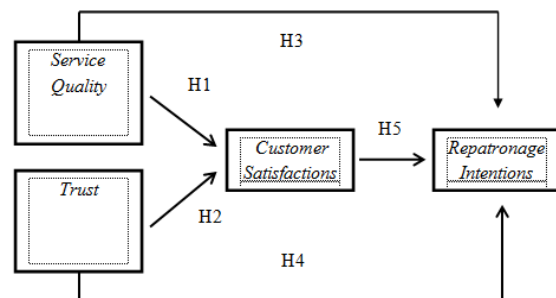 H3
Service
Quality
H1
Customer
Satisfactions
H5
Repatronage
Intentions
Trust
H2
H4